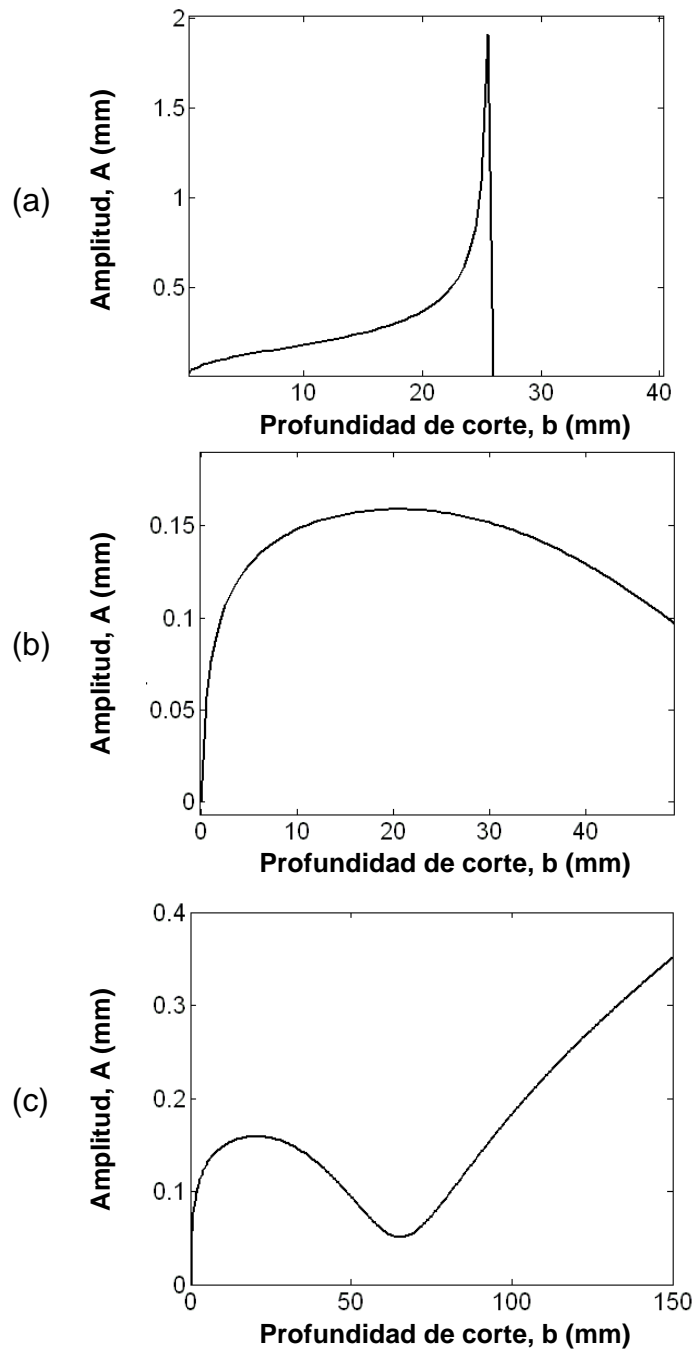 (a)
Amplitud, A (mm)
2
1.5
1
0.5
10
20
30
40
Profundidad de corte, b (mm)
(b)
Amplitud, A (mm)
0.15
0.1
0.05
0
0
10
20
30
40
Profundidad de corte, b (mm)
(c)
Amplitud, A (mm)
0.4
0.3
0.2
0.1
0
0
50
100
150
Profundidad de corte, b (mm)